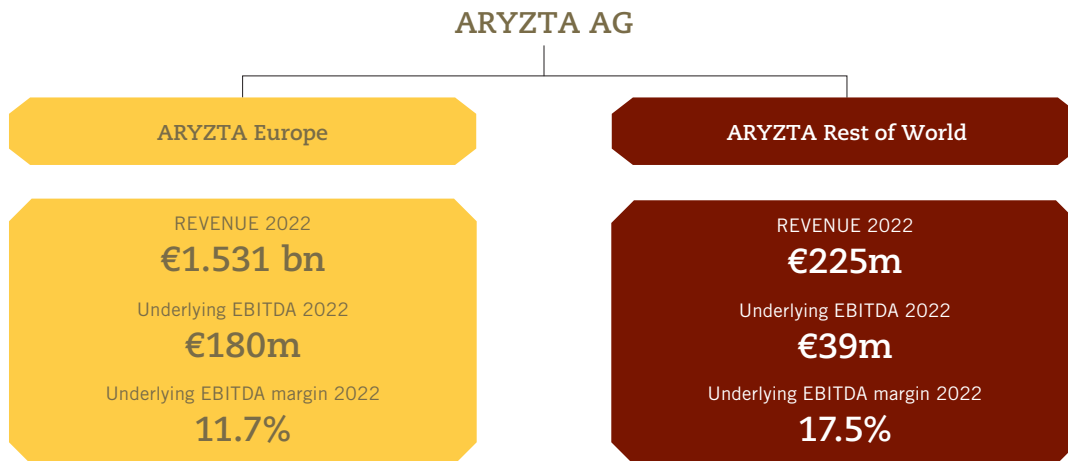 ARYZTA AG
ARYZTA Europe
REVENUE 2022
€1.531 bn
Underlying EBITDA 2022
€180m
Underlying EBITDA margin 2022
11.7%
ARYZTA Rest of World
REVENUE 2022
€225m
Underlying EBITDA 2022
€39m
Underlying EBITDA margin 2022
17.5%